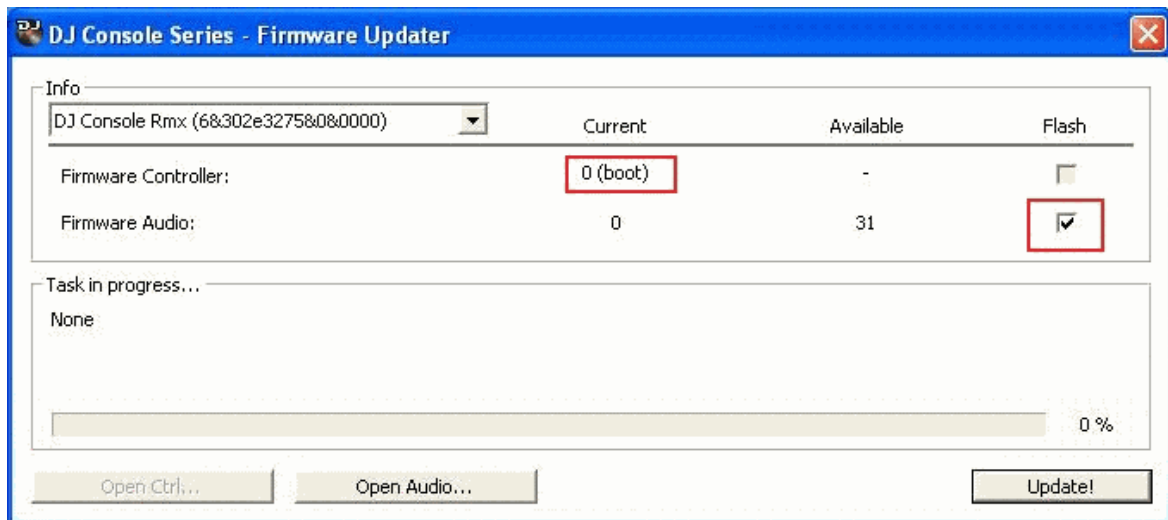 DJ Console Series - Firmware Updater
Info
DJ Console Rmx (6&302e3275&0&0000)
Current Available Flash
Firmware Controller: 0 (boot) -
Firmware Audio: 0 31
Task in progress...
None
0 %
Open Ctrl... Open Audio... Update!